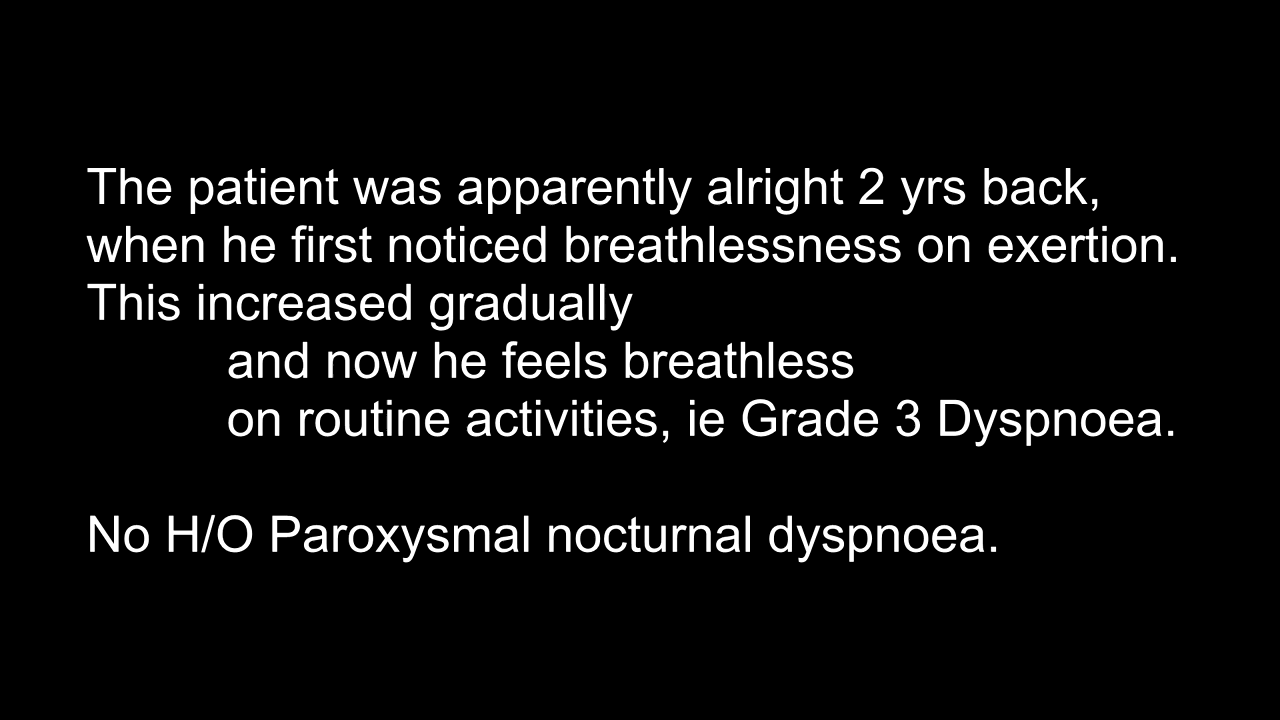 The patient was apparently alright 2 yrs back,
when he first noticed breathlessness on exertion.
This increased gradually
and now he feels breathless
on routine activities, ie Grade 3 Dyspnoea.
No H/O Paroxysmal nocturnal dyspnoea.